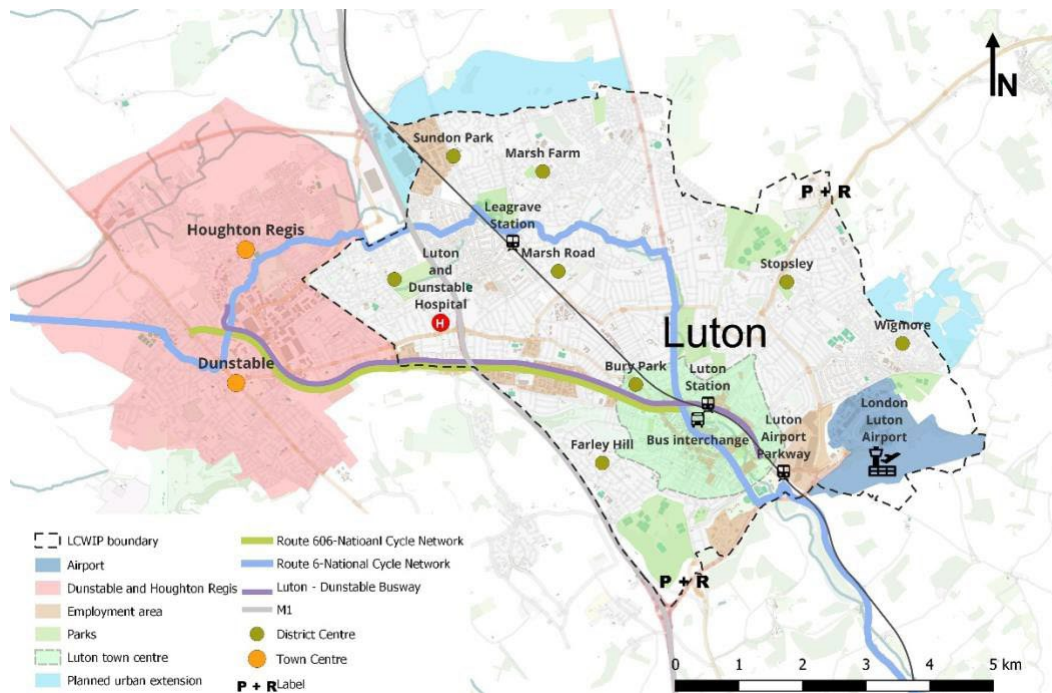 N
Sundon Park
Marsh Farm
P + R
Leagrave
Station
Houghton Regis
Luton
and
Dunstable
Hospital
H
Marsh Road
Stopsley
Luton
Wigmore
Dunstable
Bury Park
Luton
Station
London
Luton
Airport
Bus interchange
Luton
Airport
Parkway
Farley Hill
P + R
LCWIP boundary
Airport
Dunstable and Houghton Regis
Employment area
Parks
Luton town centre
Planned urban extension
Route 606-Natioanl Cycle Network
Route 6-National Cycle Network
Luton - Dunstable Busway
M1
District Centre
Town Centre
P + R Label
0 1 2 3 4 5 km